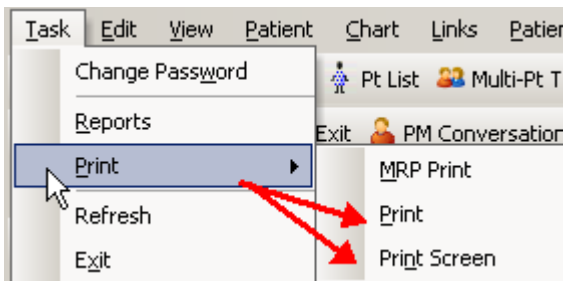 Task Edit View Patient Chart Links Patien
Change Password
Pt List Multi-Pt T
Reports
Exit PM Conversation
Print
MRP Print
Print
Refresh
Print Screen
Exit